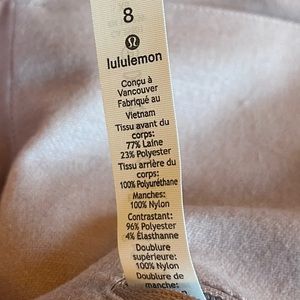 8
lululemon
Conçu à
Vancouver
Fabriqué au
Vietnam
Tissu avant du
corps:
77% Laine
23% Polyester
Tissu arrière du
corps:
100% Polyuréthane
Manches:
100% Nylon
Contrastant:
96% Polyester
4% Élasthanne
Doublure
supérieure:
100% Nylon
Doublure de
manche: